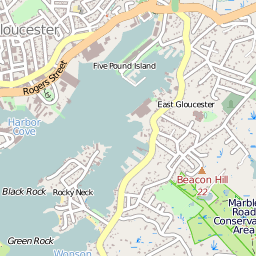 Gloucester
Five Pound Island
Rogers Street
East Gloucester
Harbor
Cove
Beacon Hill
22
Black Rock
Rocky Neck
Marble
Road
Conserva
Area
Green Rock
Wonson